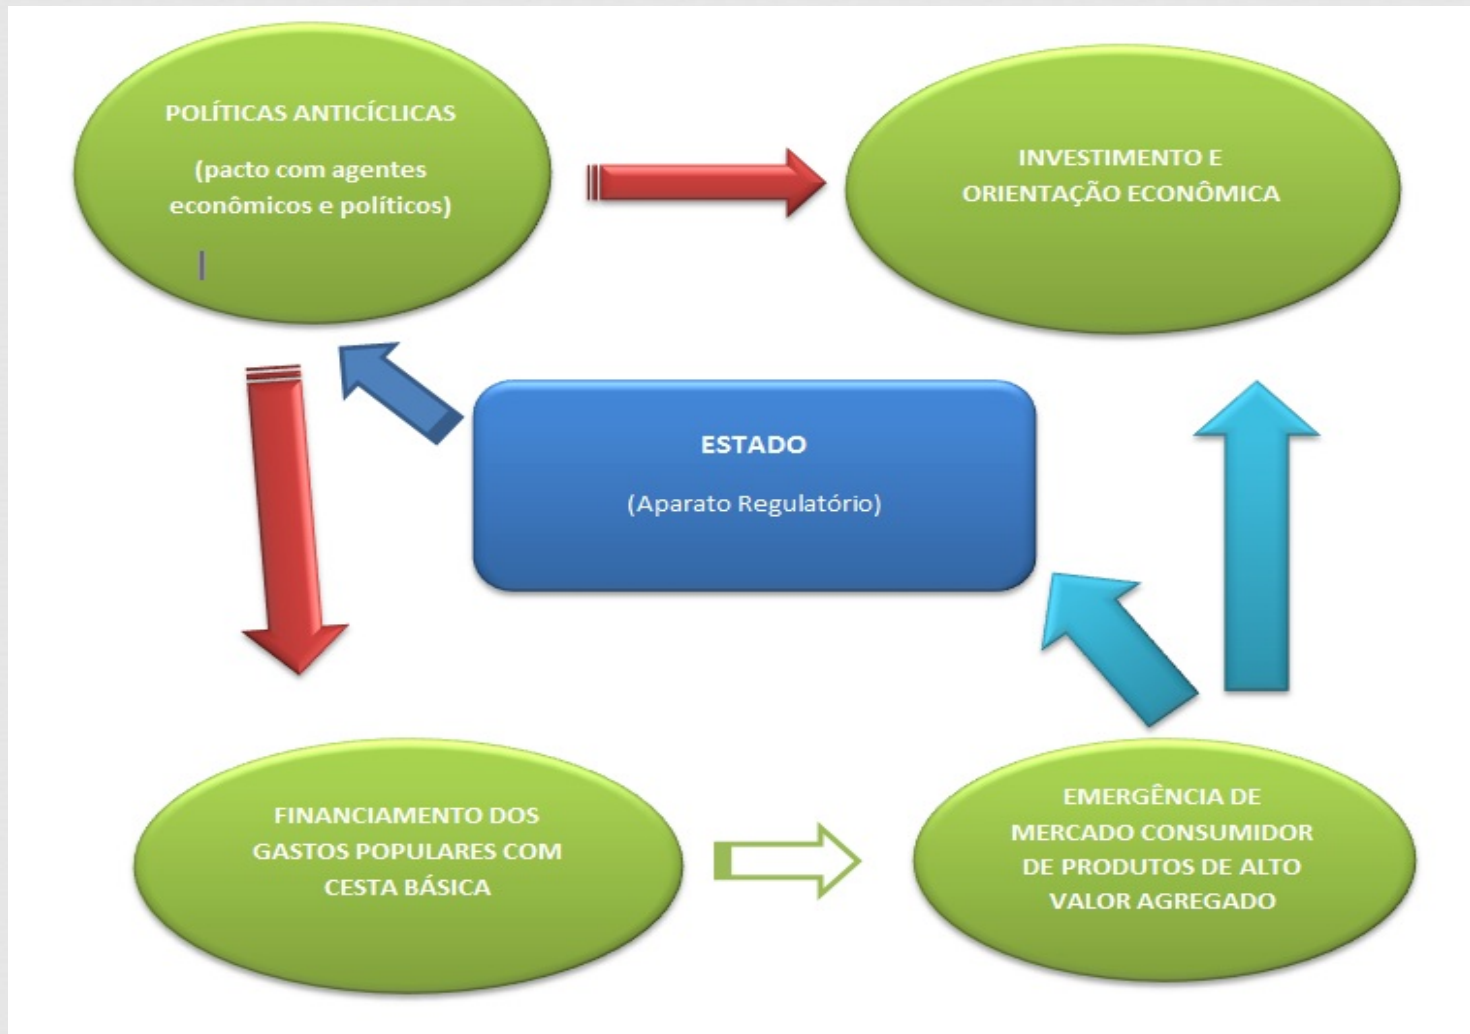 POLÍTICAS ANTICÍCLICAS
(pacto com agentes
econômicos e políticos)
INVESTIMENTO E
ORIENTAÇÃO ECONÔMICA
ESTADO
(Aparato Regulatório)
FINANCIAMENTO DOS
GASTOS POPULARES COM
CESTA BÁSICA
EMERGÊNCIA DE
MERCADO CONSUMIDOR
DE PRODUTOS DE ALTO
VALOR AGREGADO